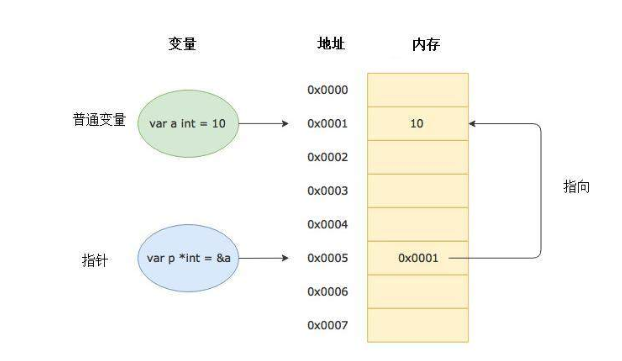 变量 地址 内存
0x0000
普通变量 var a int = 10 0x0001 10
0x0002
0x0003
指向
0x0004
指针 var p *int = &a 0x0005 0x0001
0x0006
0x0007